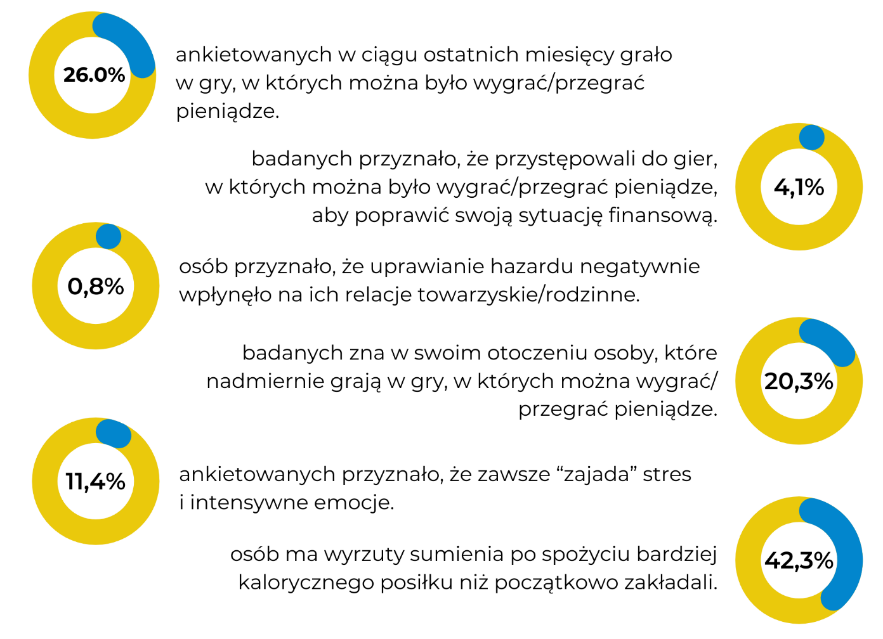 26.0%
ankietowanych w ciągu ostatnich miesięcy grało
w gry, w których można było wygrać/przegrać
pieniądze.
badanych przyznało, że przystępowali do gier,
w których można było wygrać/przegrać pieniądze,
aby poprawić swoją sytuację finansową.
4,1%
0,8%
osób przyznało, że uprawianie hazardu negatywnie
wpłynęło na ich relacje towarzyskie/rodzinne.
badanych zna w swoim otoczeniu osoby, które
nadmiernie grają w gry, w których można wygrać/
przegrać pieniądze.
20,3%
11,4%
ankietowanych przyznało, że zawsze “zajada” stres
i intensywne emocje.
osób ma wyrzuty sumienia po spożyciu bardziej
kalorycznego posiłku niż początkowo zakładali.
42,3%